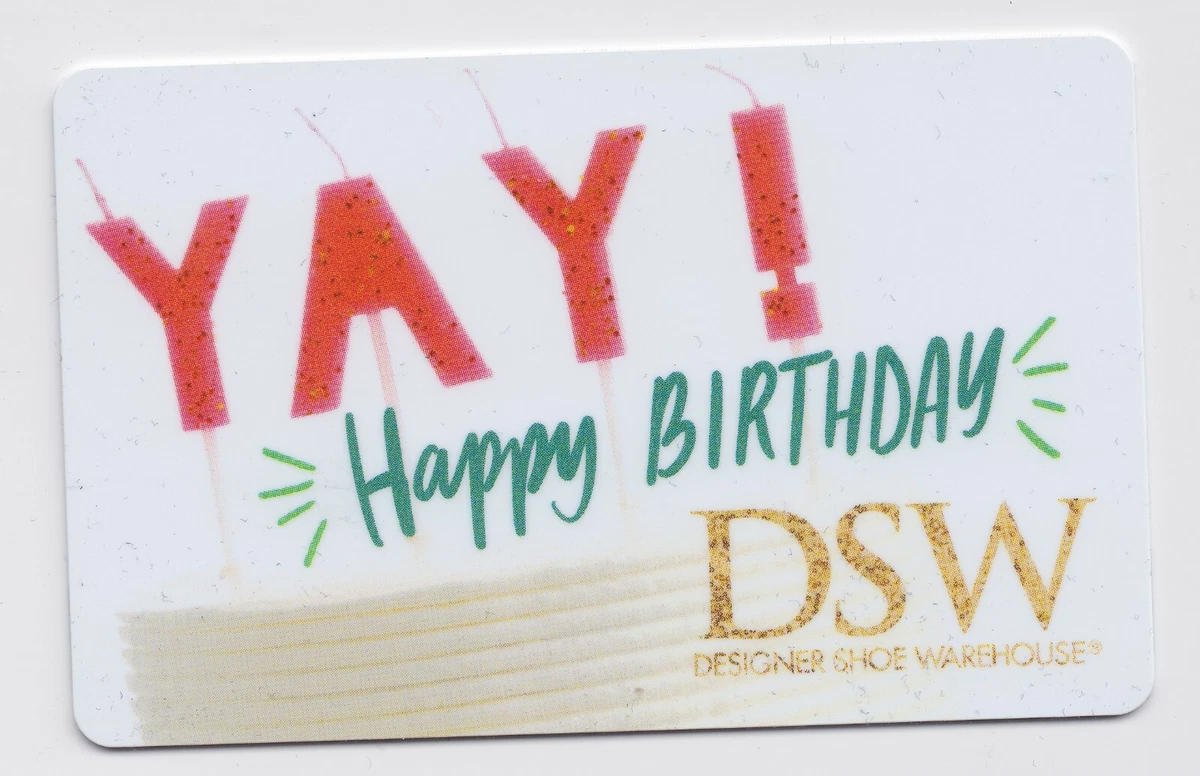 YAY!
Happy BIRTHDAY
DSW
DESIGNER SHOE WAREHOUSE®